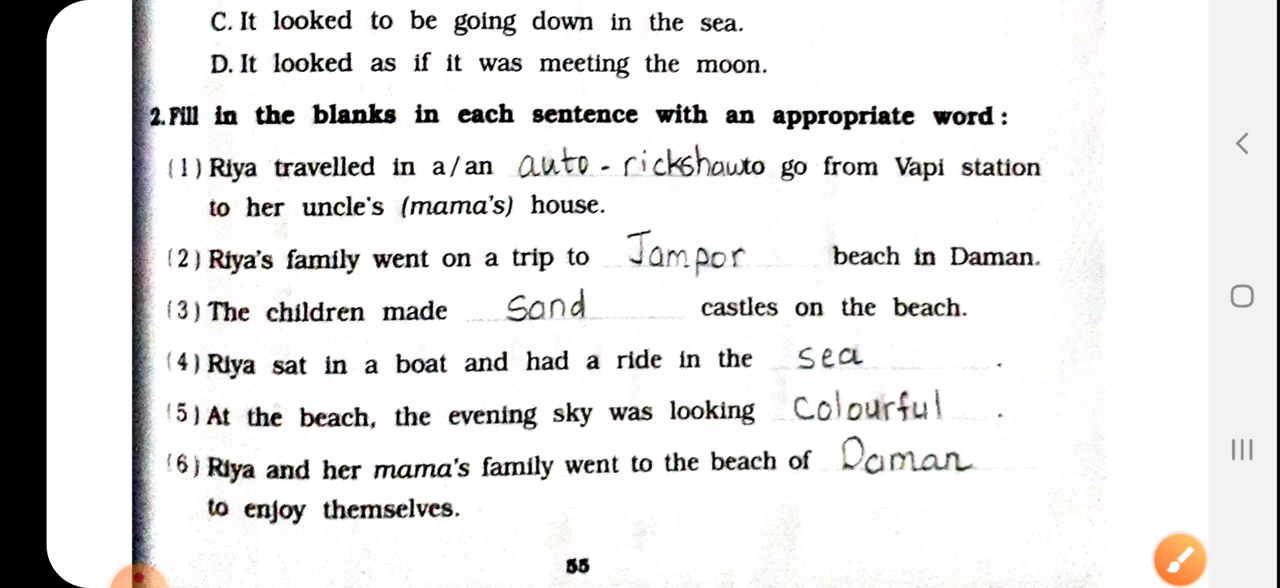 C. It looked to be going down in the sea.
D. It looked as if it was meeting the moon.
2. Fill in the blanks in each sentence with an appropriate word :
(1) Riya travelled in a/an auto - rickshaw to go from Vapi station
to her uncle's (mama's) house.
(2) Riya's family went on a trip to Jampor beach in Daman.
(3) The children made Sand castles on the beach.
(4) Riya sat in a boat and had a ride in the sea .
(5) At the beach, the evening sky was looking Colourful .
(6) Riya and her mama's family went to the beach of Daman
to enjoy themselves.
55